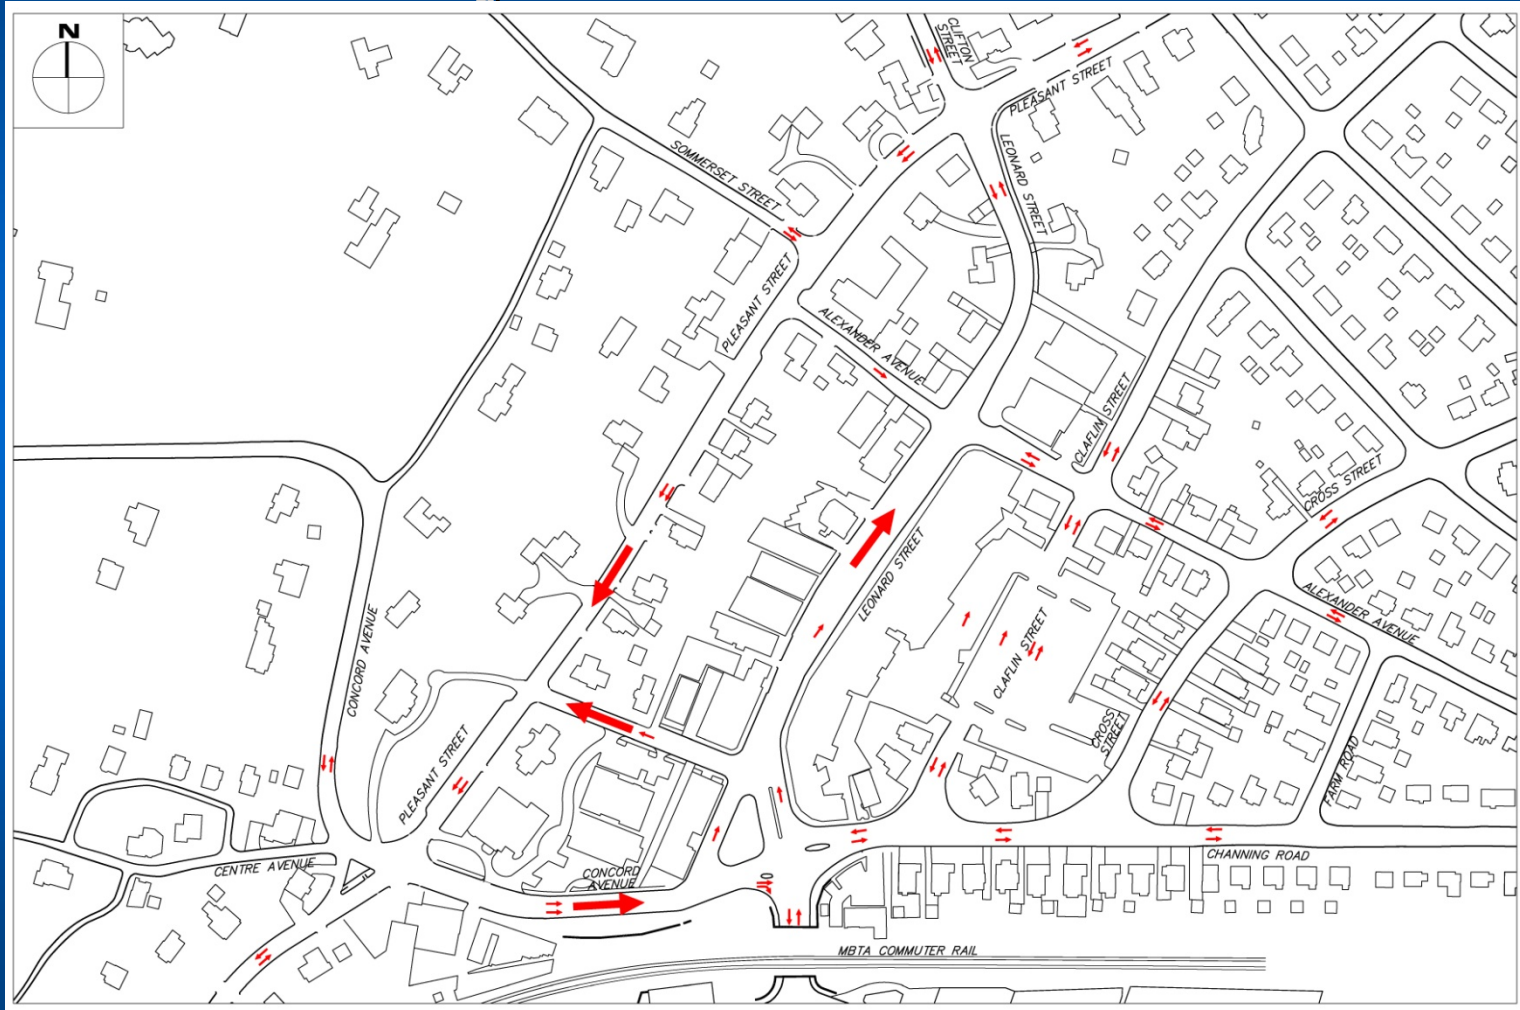 N
CLIFTON
STREET
PLEASANT STREET
LEONARD STREET
SOMMERSET STREET
PLEASANT STREET
ALEXANDER AVENUE
CLAFLIN STREET
CROSS STREET
LEONARD STREET
ALEXANDER AVENUE
CLAFLIN STREET
CONCORD AVENUE
CROSS
STREET
PLEASANT STREET
FARM ROAD
CHANNING ROAD
CENTRE AVENUE
CONCORD
AVENUE
MBTA COMMUTER RAIL